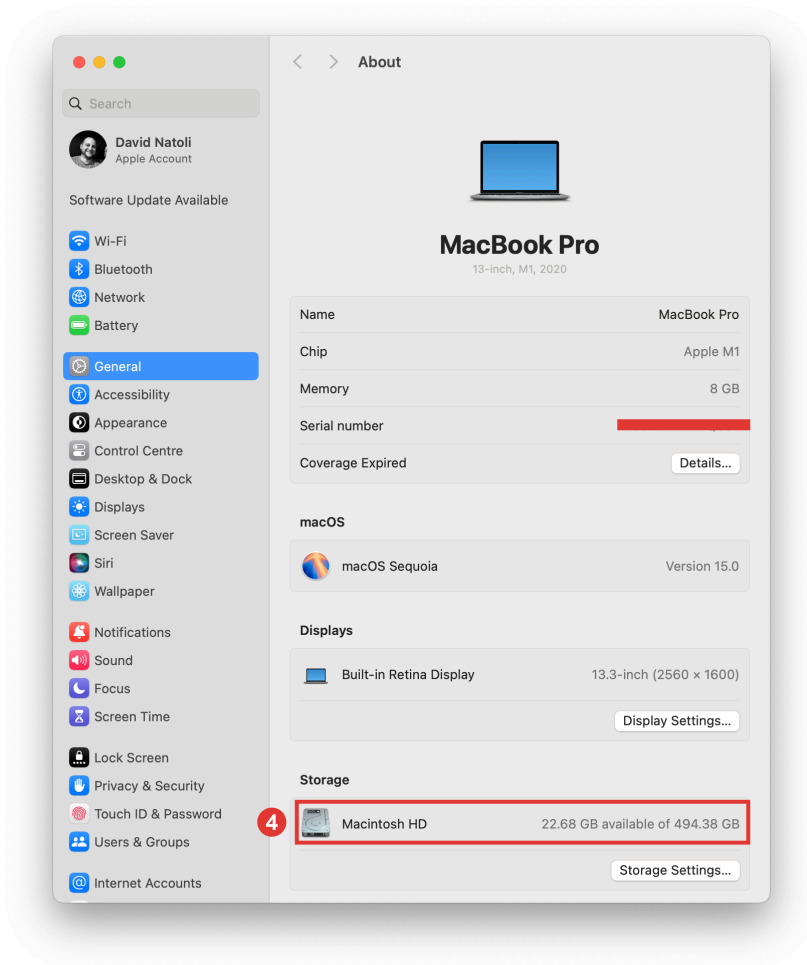 About
Search
David Natoli
Apple Account
Software Update Available
Wi-Fi
Bluetooth
Network
Battery
General
Accessibility
Appearance
Control Centre
Desktop & Dock
Displays
Screen Saver
Siri
Wallpaper
Notifications
Sound
Focus
Screen Time
Lock Screen
Privacy & Security
Touch ID & Password
Users & Groups
Internet Accounts
MacBook Pro
13-inch, M1, 2020
Name MacBook Pro
Chip Apple M1
Memory 8 GB
Serial number
Coverage Expired Details...
macOS
macOS Sequoia Version 15.0
Displays
Built-in Retina Display 13.3-inch (2560 × 1600)
Display Settings...
Storage
4 Macintosh HD 22.68 GB available of 494.38 GB
Storage Settings...